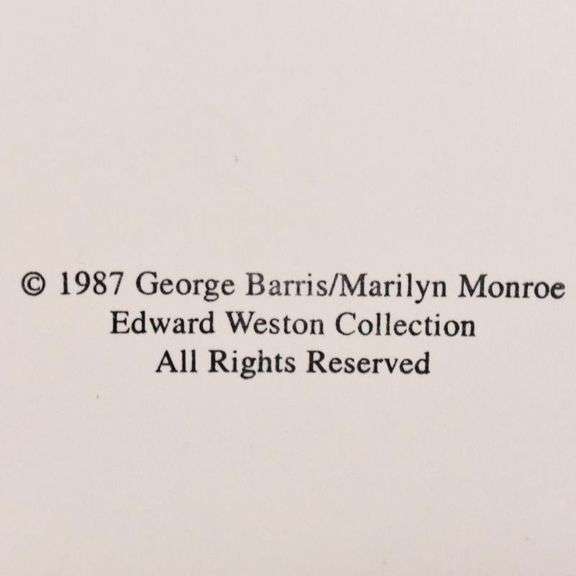 © 1987 George Barris/Marilyn Monroe
Edward Weston Collection
All Rights Reserved